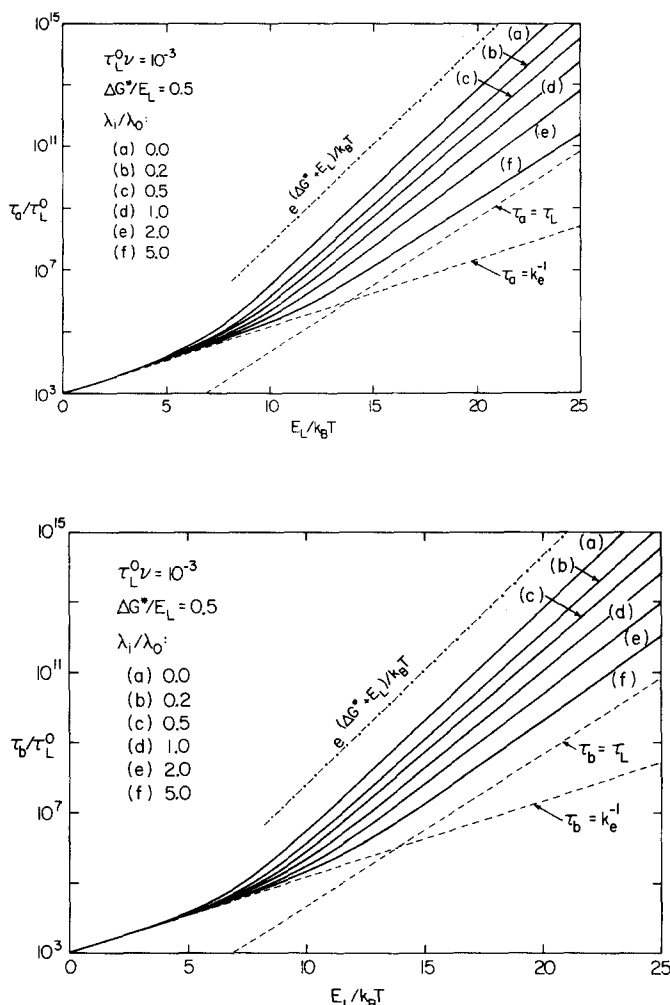 10^15
10^11
10^7
10^3
τ_a/τ_L^0
τ_L^0 ν = 10^-3
ΔG*/E_L = 0.5
λ_i/λ_0:
(a) 0.0
(b) 0.2
(c) 0.5
(d) 1.0
(e) 2.0
(f) 5.0
e^(ΔG*+E_L)/k_BT
(a)
(b)
(c)
(d)
(e)
(f)
τ_a = τ_L
τ_a = k_e^-1
0 5 10 15 20 25
E_L/k_BT
10^15
10^11
10^7
10^3
τ_b/τ_L^0
τ_L^0 ν = 10^-3
ΔG*/E_L = 0.5
λ_i/λ_0:
(a) 0.0
(b) 0.2
(c) 0.5
(d) 1.0
(e) 2.0
(f) 5.0
e^(ΔG*+E_L)/k_BT
(a)
(b)
(c)
(d)
(e)
(f)
τ_b = τ_L
τ_b = k_e^-1
0 5 10 15 20 25
E_L/k_BT